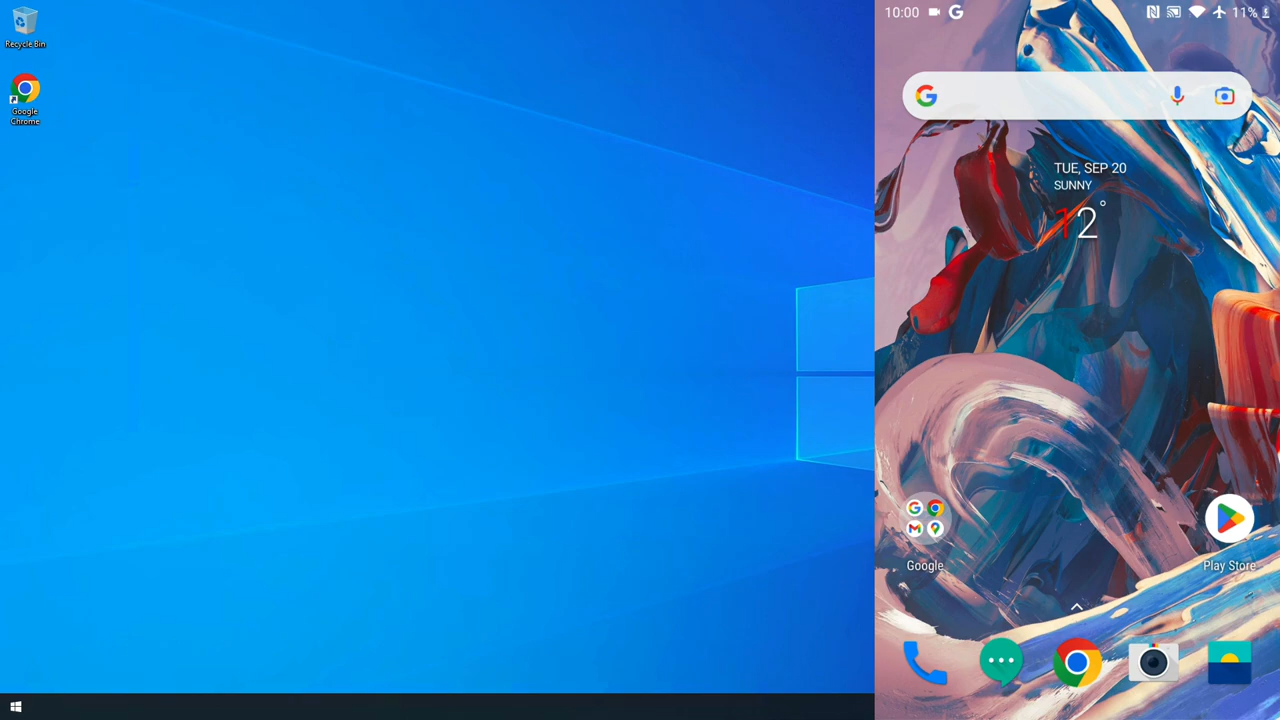 Recycle Bin
Google
Chrome
10:00
11%
TUE, SEP 20
SUNNY
12°
Google
Play Store